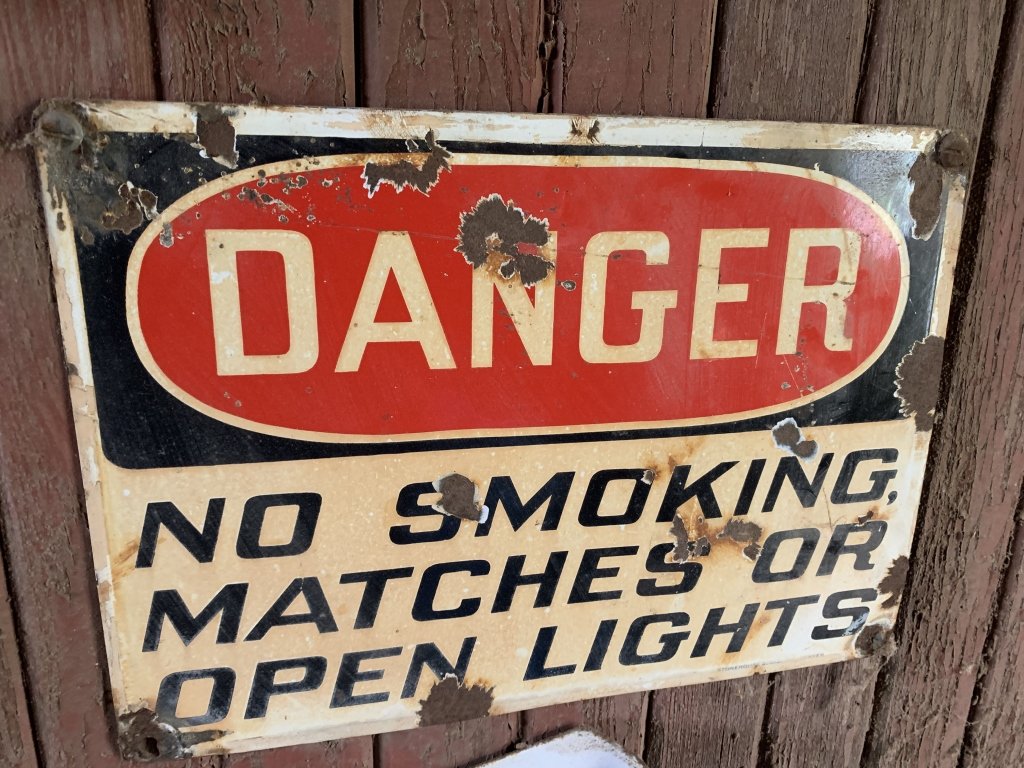 DANGER
NO SMOKING,
MATCHES OR
OPEN LIGHTS